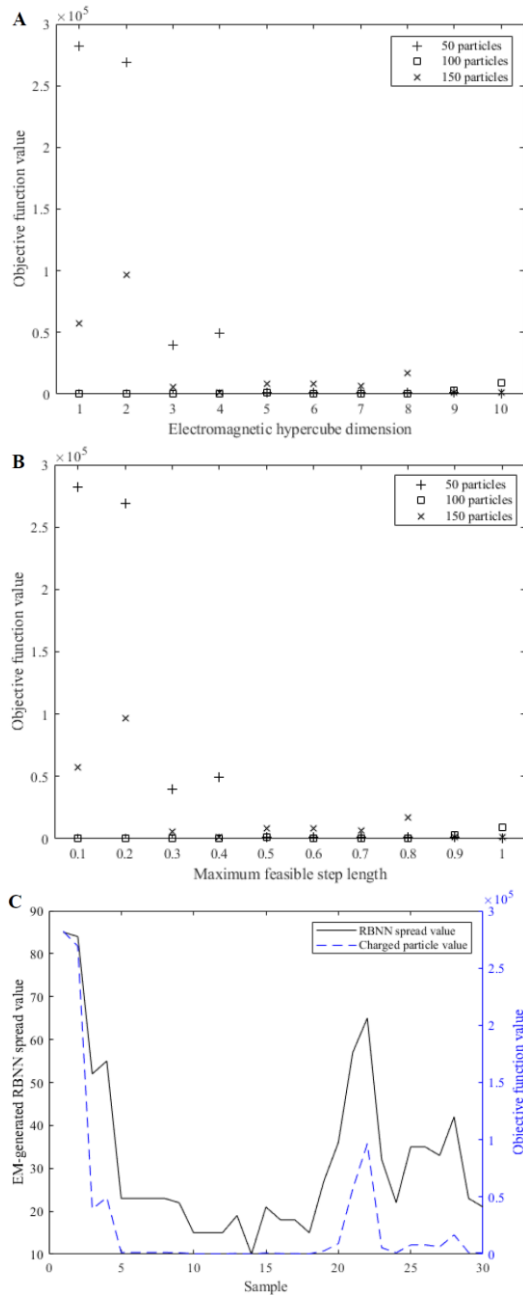 A
×10^5
3
2.5
2
1.5
1
0.5
0
Objective function value
50 particles
100 particles
150 particles
1 2 3 4 5 6 7 8 9 10
Electromagnetic hypercube dimension
B
×10^5
3
2.5
2
1.5
1
0.5
0
Objective function value
50 particles
100 particles
150 particles
0.1 0.2 0.3 0.4 0.5 0.6 0.7 0.8 0.9 1
Maximum feasible step length
C
90
80
70
60
50
40
30
20
10
EM-generated RBNN spread value
RBNN spread value
Charged particle value
×10^5
3
2.5
2
1.5
1
0.5
0
Objective function value
0 5 10 15 20 25 30
Sample